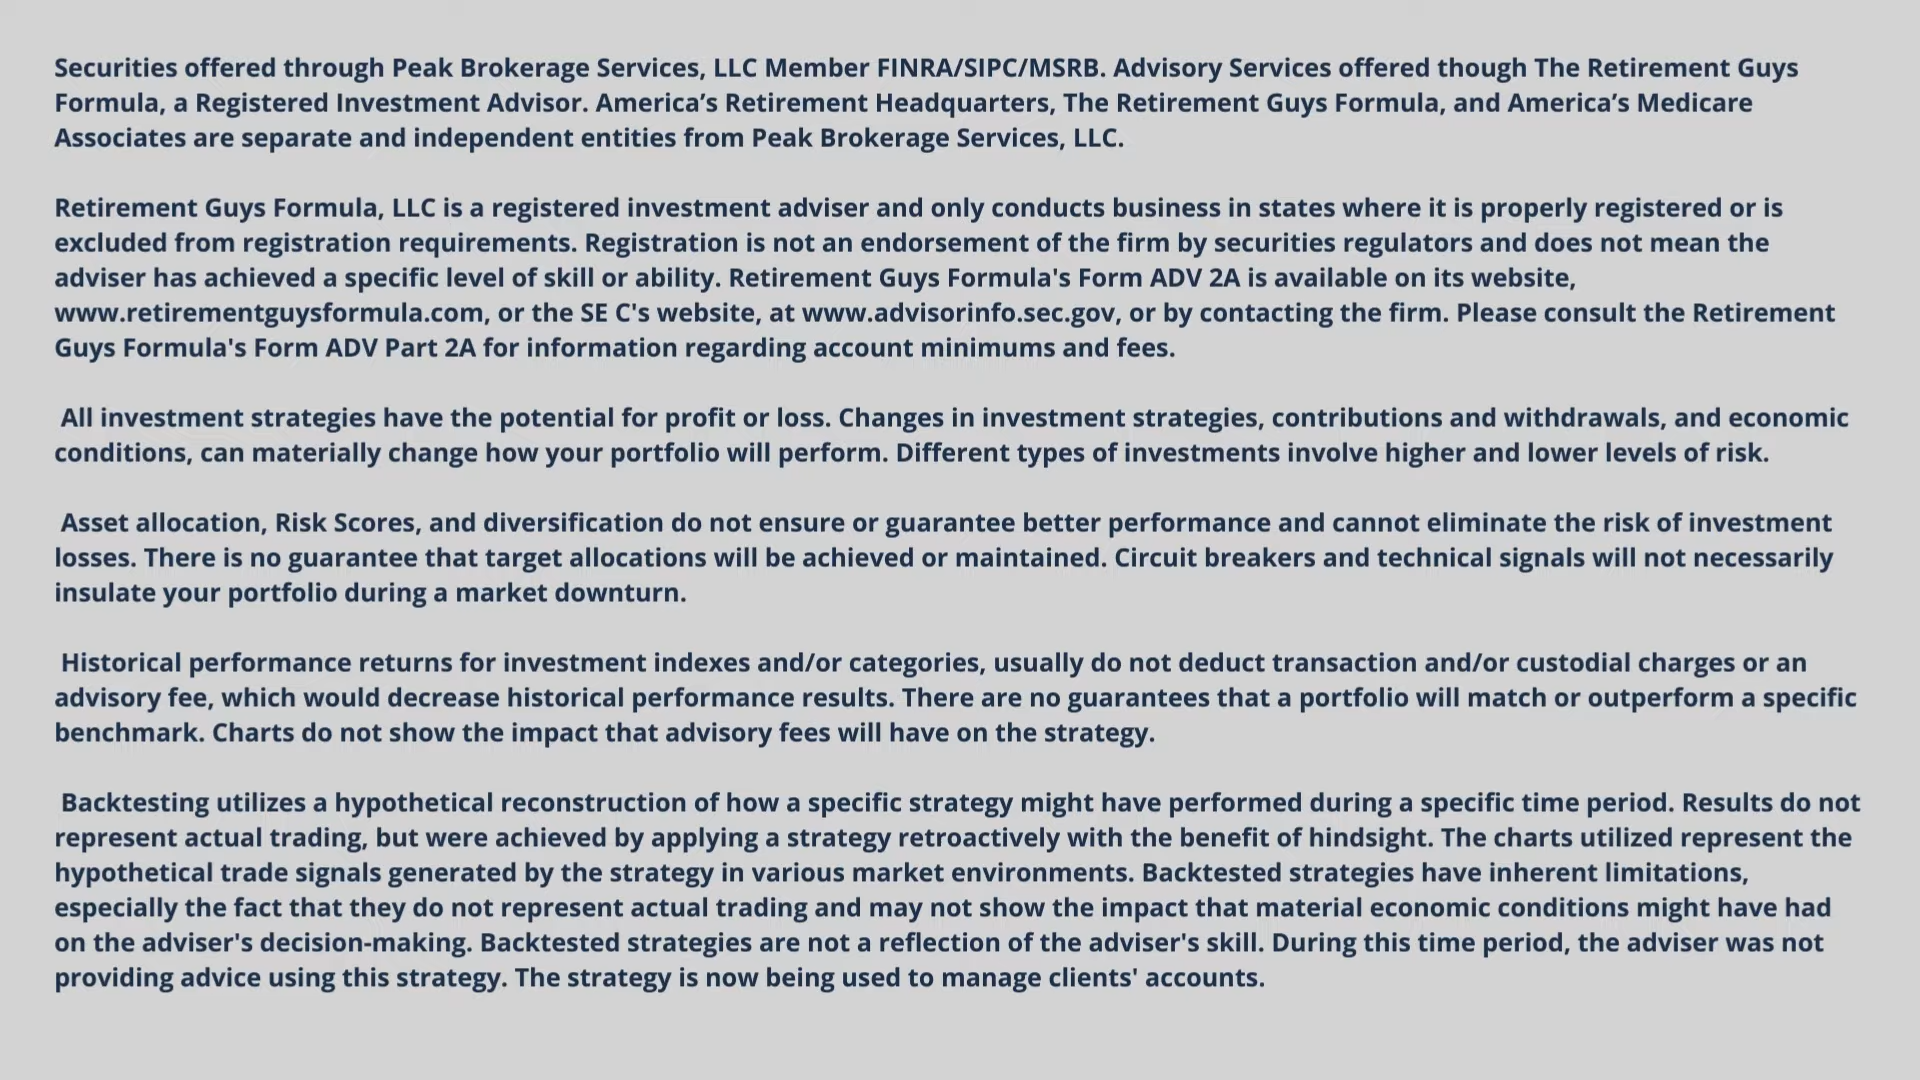 Securities offered through Peak Brokerage Services, LLC Member FINRA/SIPC/MSRB. Advisory Services offered though The Retirement Guys
Formula, a Registered Investment Advisor. America’s Retirement Headquarters, The Retirement Guys Formula, and America’s Medicare
Associates are separate and independent entities from Peak Brokerage Services, LLC.
Retirement Guys Formula, LLC is a registered investment adviser and only conducts business in states where it is properly registered or is
excluded from registration requirements. Registration is not an endorsement of the firm by securities regulators and does not mean the
adviser has achieved a specific level of skill or ability. Retirement Guys Formula's Form ADV 2A is available on its website,
www.retirementguysformula.com, or the SE C's website, at www.advisorinfo.sec.gov, or by contacting the firm. Please consult the Retirement
Guys Formula's Form ADV Part 2A for information regarding account minimums and fees.
All investment strategies have the potential for profit or loss. Changes in investment strategies, contributions and withdrawals, and economic
conditions, can materially change how your portfolio will perform. Different types of investments involve higher and lower levels of risk.
Asset allocation, Risk Scores, and diversification do not ensure or guarantee better performance and cannot eliminate the risk of investment
losses. There is no guarantee that target allocations will be achieved or maintained. Circuit breakers and technical signals will not necessarily
insulate your portfolio during a market downturn.
Historical performance returns for investment indexes and/or categories, usually do not deduct transaction and/or custodial charges or an
advisory fee, which would decrease historical performance results. There are no guarantees that a portfolio will match or outperform a specific
benchmark. Charts do not show the impact that advisory fees will have on the strategy.
Backtesting utilizes a hypothetical reconstruction of how a specific strategy might have performed during a specific time period. Results do not
represent actual trading, but were achieved by applying a strategy retroactively with the benefit of hindsight. The charts utilized represent the
hypothetical trade signals generated by the strategy in various market environments. Backtested strategies have inherent limitations,
especially the fact that they do not represent actual trading and may not show the impact that material economic conditions might have had
on the adviser's decision-making. Backtested strategies are not a reflection of the adviser's skill. During this time period, the adviser was not
providing advice using this strategy. The strategy is now being used to manage clients' accounts.